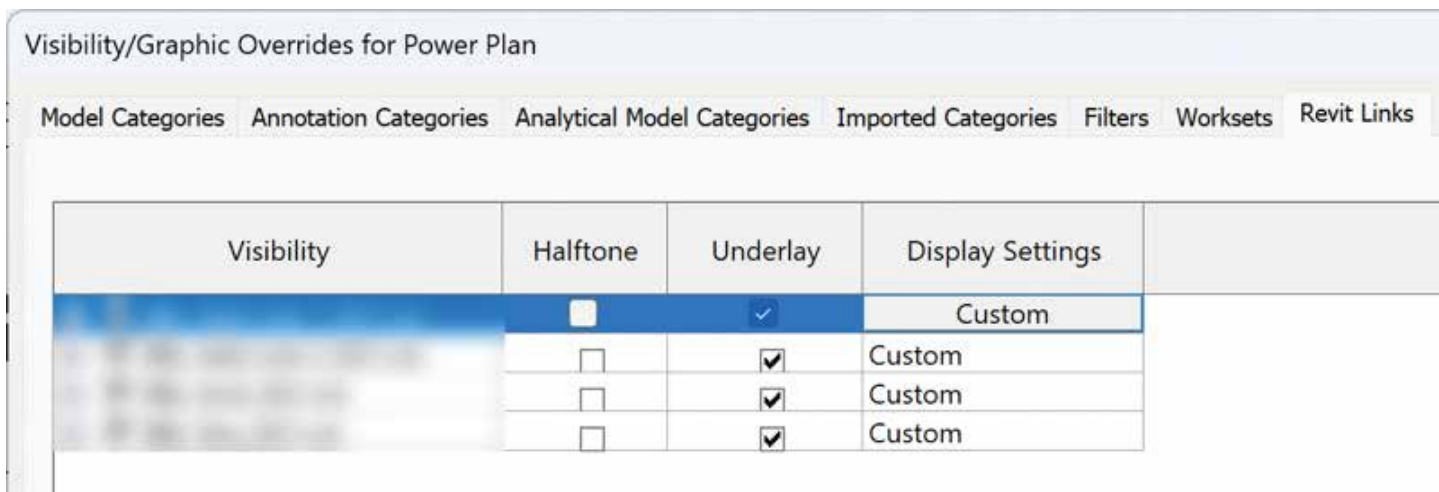 Visibility/Graphic Overrides for Power Plan
Model Categories Annotation Categories Analytical Model Categories Imported Categories Filters Worksets Revit Links
Visibility Halftone Underlay Display Settings
Custom
Custom
Custom
Custom